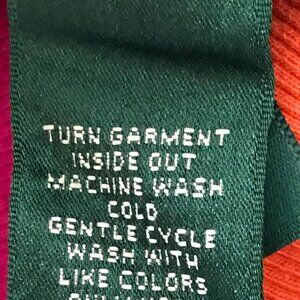 TURN GARMENT
INSIDE OUT
MACHINE WASH
COLD
GENTLE CYCLE
WASH WITH
LIKE COLORS